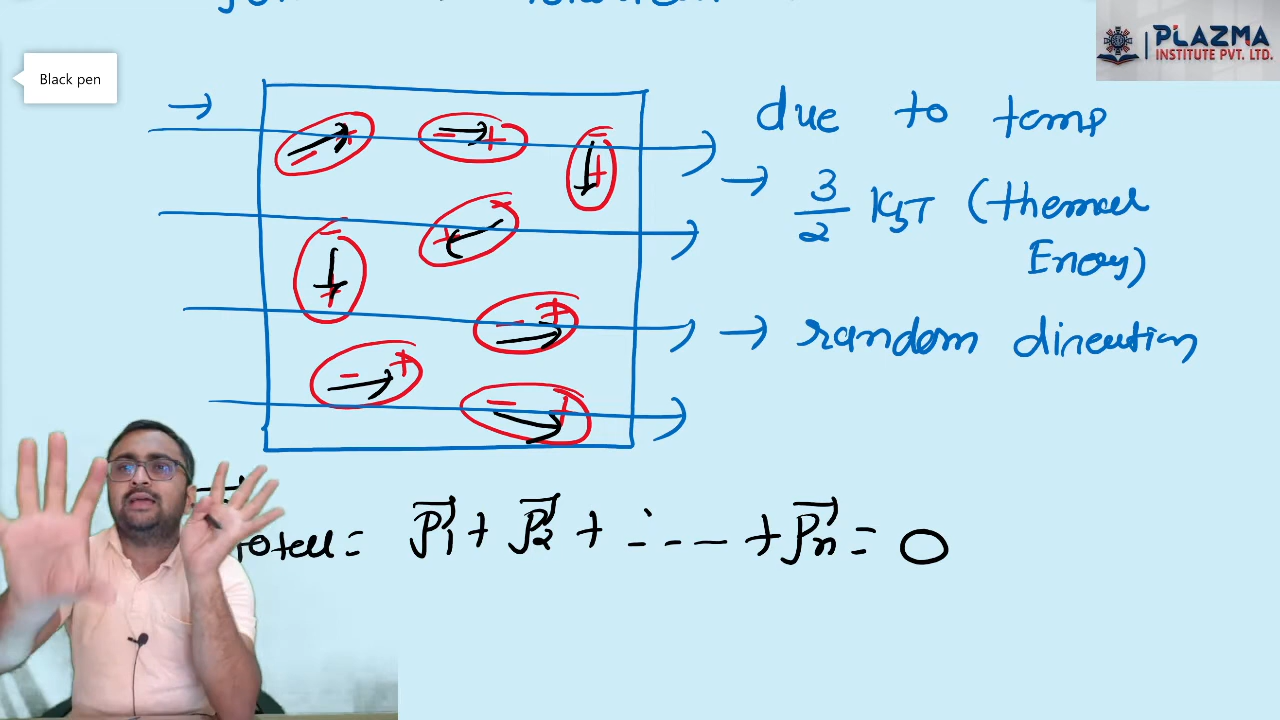 PLAZMA
INSTITUTE PVT. LTD.
Black pen
due to temp
→ 3/2 K_BT (thermal
Energy)
→ random direction
total = p⃗1 + p⃗2 + ---- + p⃗n = 0